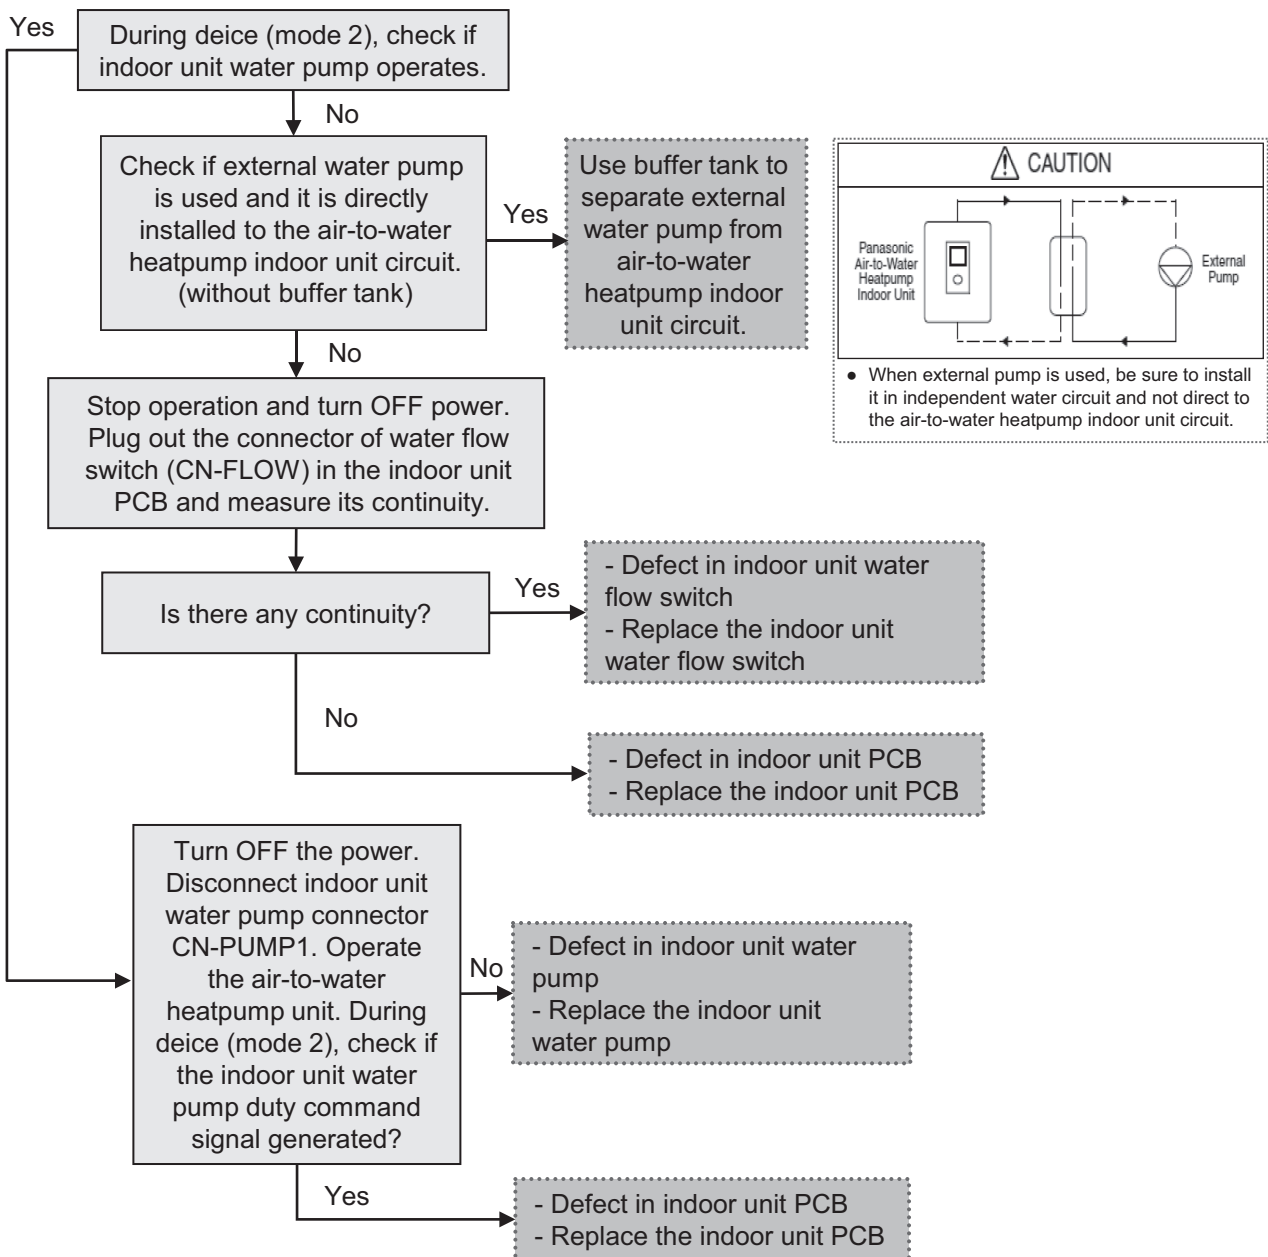 Yes
During deice (mode 2), check if
indoor unit water pump operates.
No
Check if external water pump
is used and it is directly
installed to the air-to-water
heatpump indoor unit circuit.
(without buffer tank)
Yes
Use buffer tank to
separate external
water pump from
air-to-water
heatpump indoor
unit circuit.
CAUTION
Panasonic
Air-to-Water
Heatpump
Indoor Unit
External
Pump
● When external pump is used, be sure to install
it in independent water circuit and not direct to
the air-to-water heatpump indoor unit circuit.
No
Stop operation and turn OFF power.
Plug out the connector of water flow
switch (CN-FLOW) in the indoor unit
PCB and measure its continuity.
Is there any continuity?
Yes
- Defect in indoor unit water
flow switch
- Replace the indoor unit
water flow switch
No
- Defect in indoor unit PCB
- Replace the indoor unit PCB
Turn OFF the power.
Disconnect indoor unit
water pump connector
CN-PUMP1. Operate
the air-to-water
heatpump unit. During
deice (mode 2), check if
the indoor unit water
pump duty command
signal generated?
No
- Defect in indoor unit water
pump
- Replace the indoor unit
water pump
Yes
- Defect in indoor unit PCB
- Replace the indoor unit PCB